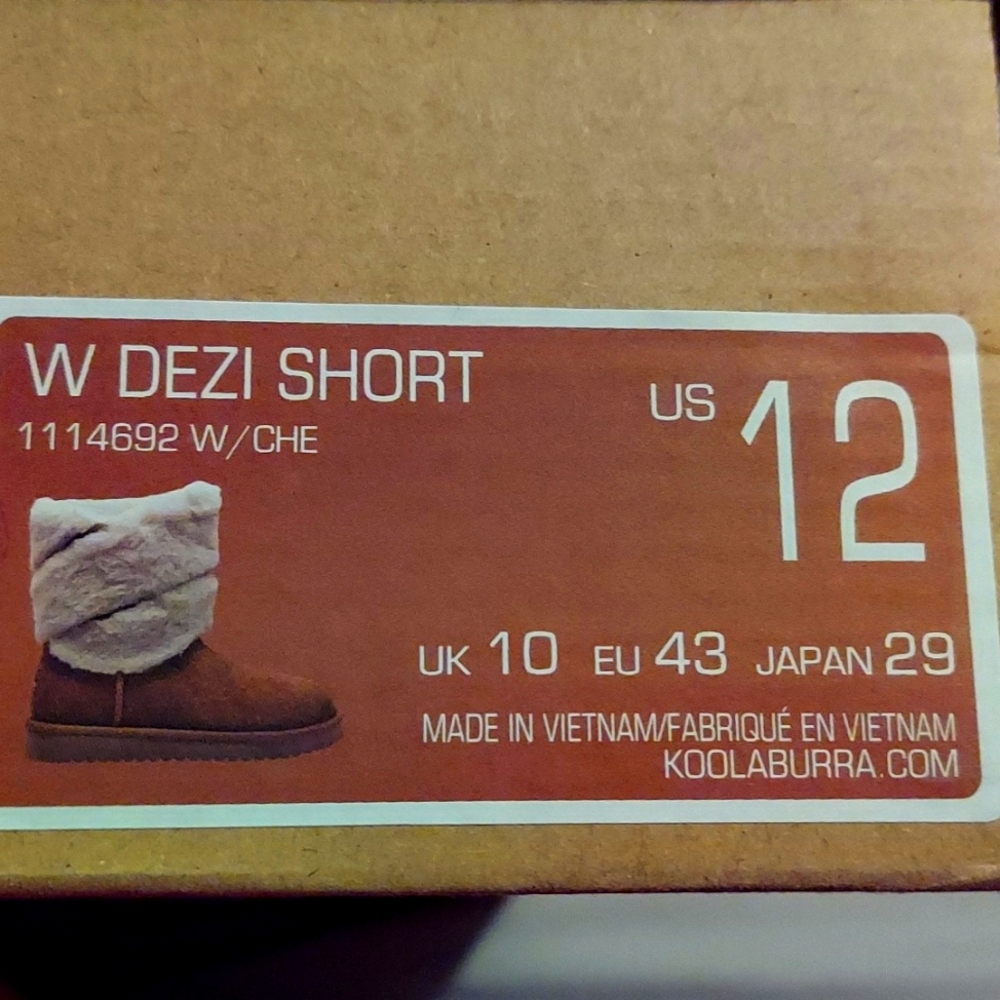 W DEZI SHORT
1114692 W/CHE
US 12
UK 10 EU 43 JAPAN 29
MADE IN VIETNAM/FABRIQUÉ EN VIETNAM
KOOLABURRA.COM